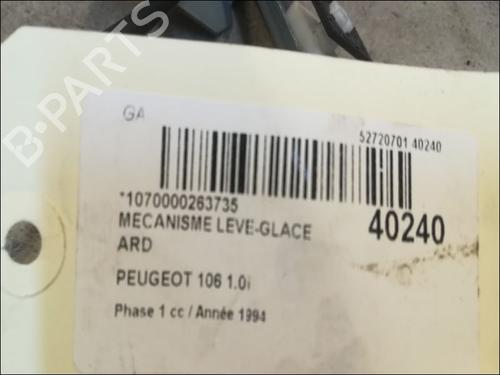 B-PARTS
GA
52720701 40240
*1070000263735
MECANISME LEVE-GLACE
40240
ARD
PEUGEOT 106 1.0i
Phase 1 cc / Année 1994